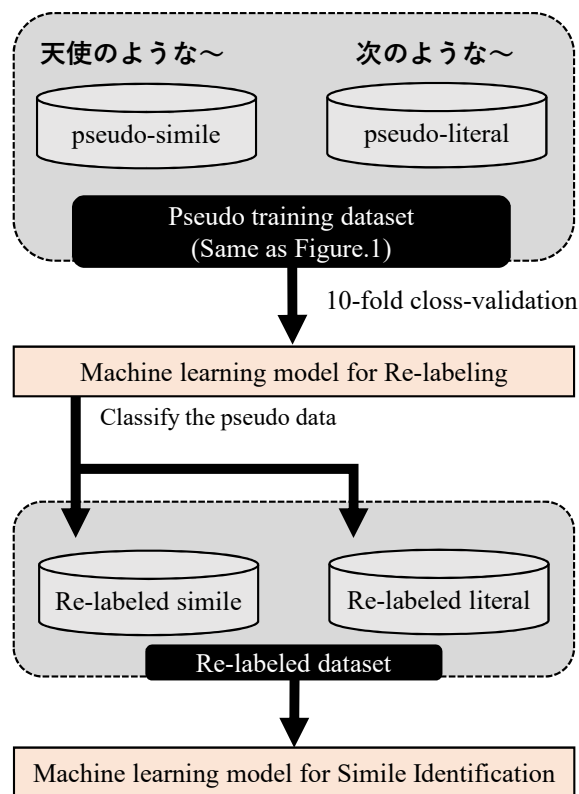 天使のような～
次のような～
pseudo-simile
pseudo-literal
Pseudo training dataset
(Same as Figure.1)
10-fold closs-validation
Machine learning model for Re-labeling
Classify the pseudo data
Re-labeled simile
Re-labeled literal
Re-labeled dataset
Machine learning model for Simile Identification